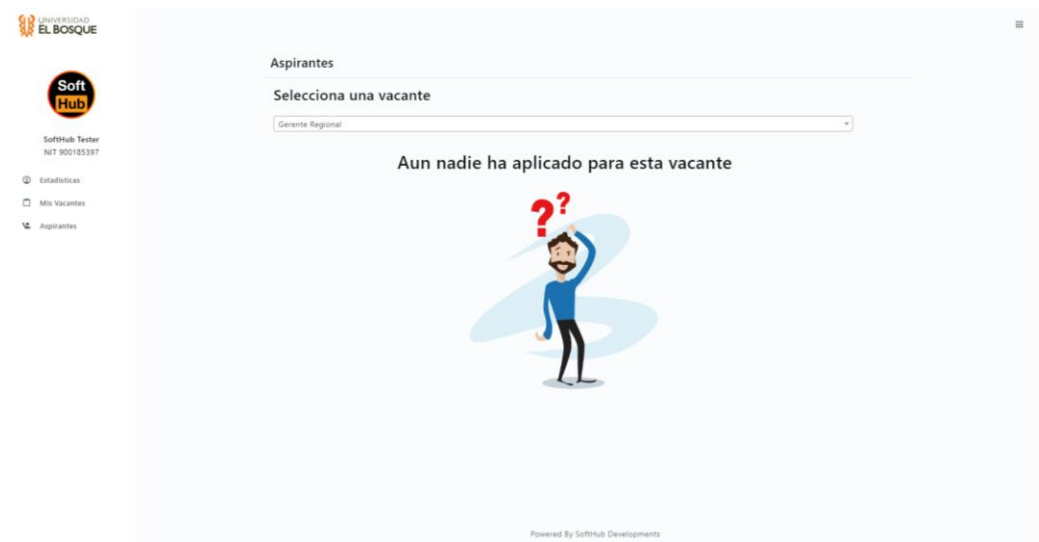 UNIVERSIDAD
EL BOSQUE
Soft
Hub
SoftHub Tester
NIT 900185397
Estadísticas
Mis Vacantes
Aspirantes
Aspirantes
Selecciona una vacante
Gerente Regional
Aun nadie ha aplicado para esta vacante
??
Powered By SoftHub Developments